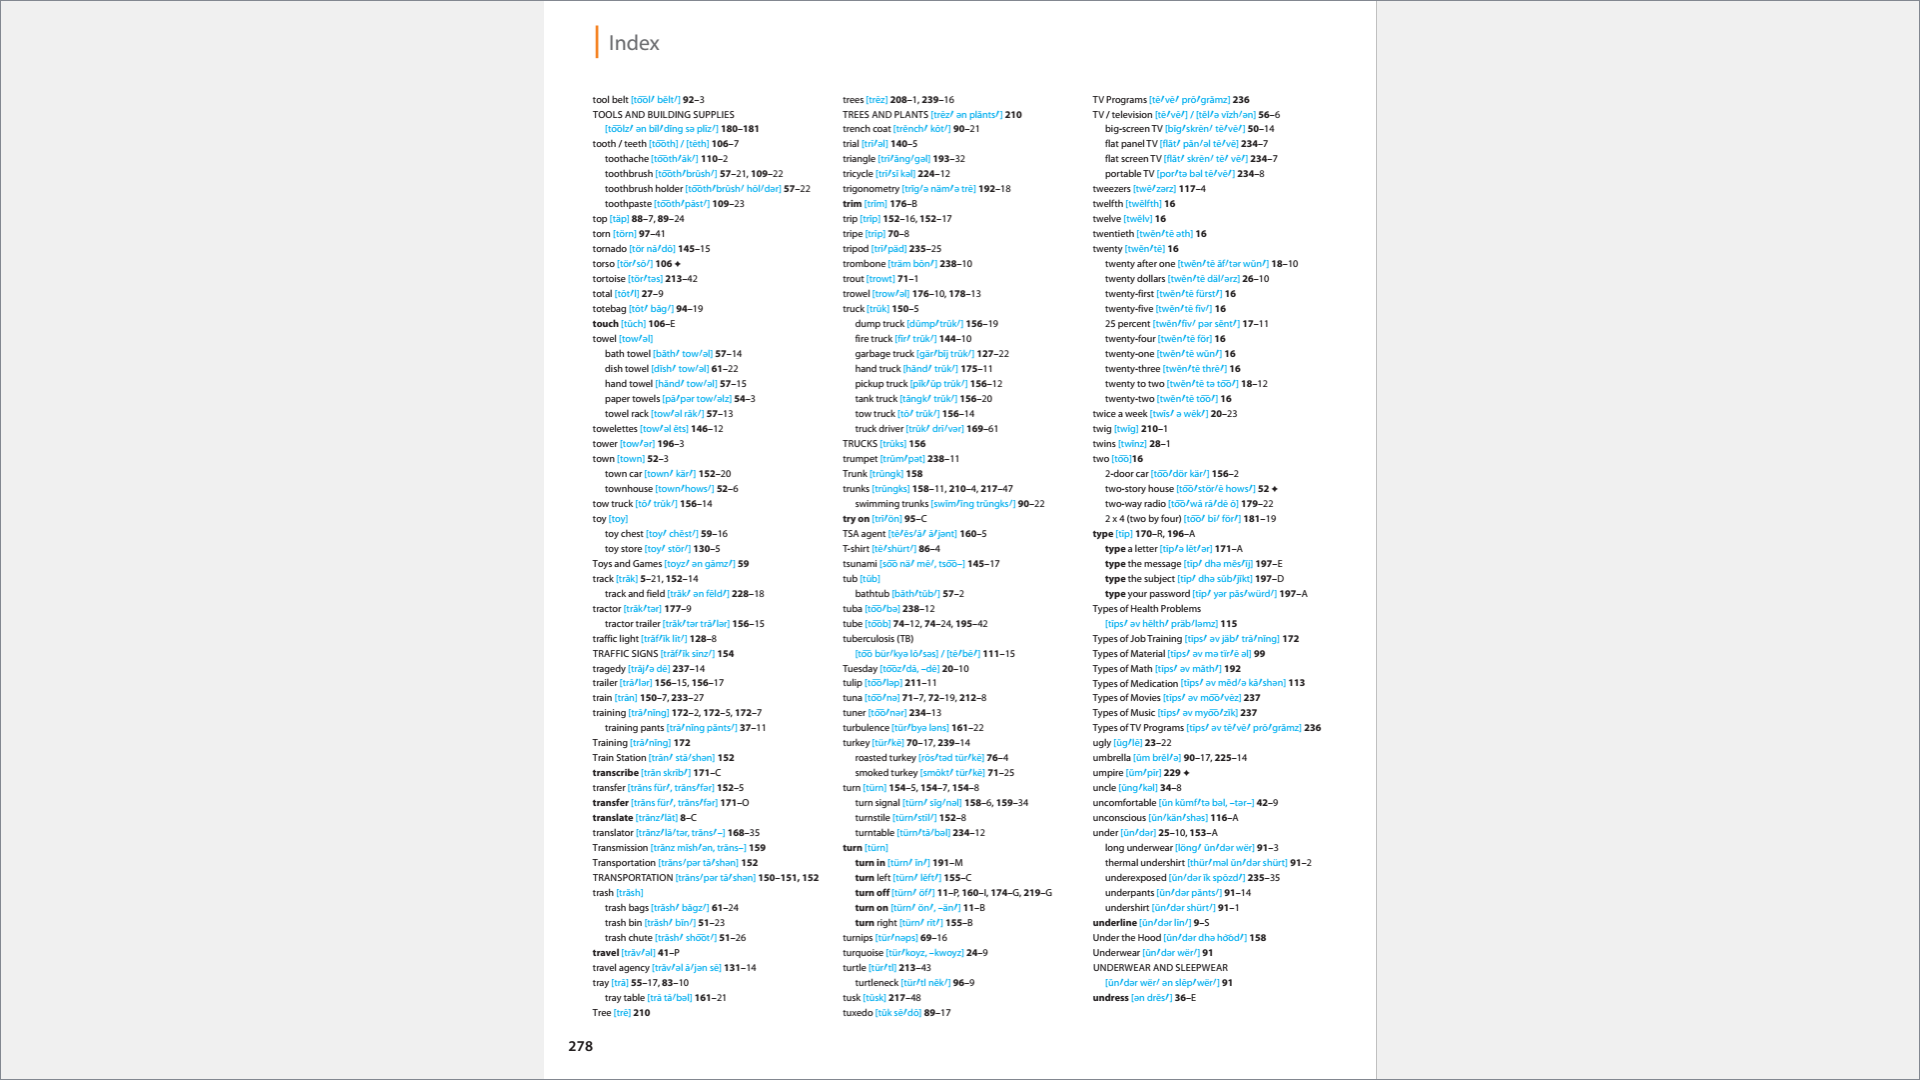 Index
tool belt [to͞ol′ bĕlt′] 92–3
TOOLS AND BUILDING SUPPLIES
[to͞olz′ ən bĭl′dĭng sə plīz′] 180–181
tooth / teeth [to͞oth] / [tēth] 106–7
toothache [to͞oth′āk′] 110–2
toothbrush [to͞oth′brŭsh′] 57–21, 109–22
toothbrush holder [to͞oth′brŭsh′ hōl′dər] 57–22
toothpaste [to͞oth′pāst′] 109–23
top [täp] 88–7, 89–24
torn [törn] 97–41
tornado [tör nā′dō] 145–15
torso [tör′sō′] 106 ✦
tortoise [tör′təs] 213–42
total [tōt′l] 27–9
totebag [tōt′ băg′] 94–19
touch [tŭch] 106–E
towel [tow′əl]
bath towel [băth′ tow′əl] 57–14
dish towel [dĭsh′ tow′əl] 61–22
hand towel [hănd′ tow′əl] 57–15
paper towels [pā′pər tow′əlz] 54–3
towel rack [tow′əl răk′] 57–13
towelettes [tow′əl ĕts] 146–12
tower [tow′ər] 196–3
town [town] 52–3
town car [town′ kär′] 152–20
townhouse [town′hows′] 52–6
tow truck [tō′ trŭk′] 156–14
toy [toy]
toy chest [toy′ chĕst′] 59–16
toy store [toy′ stör′] 130–5
Toys and Games [toyz′ ən gāmz′] 59
track [trăk] 5–21, 152–14
track and field [trăk′ ən fēld′] 228–18
tractor [trăk′tər] 177–9
tractor trailer [trăk′tər trā′lər] 156–15
traffic light [trăf′ĭk līt′] 128–8
TRAFFIC SIGNS [trăf′ĭk sīnz′] 154
tragedy [trăj′ə dē] 237–14
trailer [trā′lər] 156–15, 156–17
train [trān] 150–7, 233–27
training [trā′nĭng] 172–2, 172–5, 172–7
training pants [trā′nĭng pănts′] 37–11
Training [trā′nĭng] 172
Train Station [trān′ stā′shən] 152
transcribe [trăn skrīb′] 171–C
transfer [trăns für′, trăns′fər] 152–5
transfer [trăns für′, trăns′fər] 171–O
translate [trănz′lāt] 8–C
translator [trănz′lā′tər, trăns′–] 168–35
Transmission [trănz mĭsh′ən, trăns–] 159
Transportation [trăns′pər tā′shən] 152
TRANSPORTATION [trăns′pər tā′shən] 150–151, 152
trash [trăsh]
trash bags [trăsh′ băgz′] 61–24
trash bin [trăsh′ bĭn′] 51–23
trash chute [trăsh′ sho͞ot′] 51–26
travel [trăv′əl] 41–P
travel agency [trăv′əl ā′jən sē] 131–14
tray [trā] 55–17, 83–10
tray table [trā tā′bəl] 161–21
Tree [trē] 210
trees [trēz] 208–1, 239–16
TREES AND PLANTS [trēz′ ən plănts′] 210
trench coat [trĕnch′ kōt′] 90–21
trial [trī′əl] 140–5
triangle [trī′ăng′gəl] 193–32
tricycle [trī′sĭ kəl] 224–12
trigonometry [trĭg′ə näm′ə trē] 192–18
trim [trĭm] 176–B
trip [trĭp] 152–16, 152–17
tripe [trīp] 70–8
tripod [trī′päd] 235–25
trombone [träm bōn′] 238–10
trout [trowt] 71–1
trowel [trow′əl] 176–10, 178–13
truck [trŭk] 150–5
dump truck [dŭmp′trŭk′] 156–19
fire truck [fīr′ trŭk′] 144–10
garbage truck [gär′bĭj trŭk′] 127–22
hand truck [hănd′ trŭk′] 175–11
pickup truck [pĭk′ŭp trŭk′] 156–12
tank truck [tăngk′ trŭk′] 156–20
tow truck [tō′ trŭk′] 156–14
truck driver [trŭk′ drī′vər] 169–61
TRUCKS [trŭks] 156
trumpet [trŭm′pət] 238–11
Trunk [trŭngk] 158
trunks [trŭngks] 158–11, 210–4, 217–47
swimming trunks [swĭm′ĭng trŭngks′] 90–22
try on [trī′ön] 95–C
TSA agent [tē′ĕs′ā′ ā′jənt] 160–5
T-shirt [tē′shürt′] 86–4
tsunami [so͞o nä′ mē′, tso͞o–] 145–17
tub [tŭb]
bathtub [băth′tŭb′] 57–2
tuba [to͞o′bə] 238–12
tube [to͞ob] 74–12, 74–24, 195–42
tuberculosis (TB)
[to͞o bür′kyə lō′səs] / [tē′bē′] 111–15
Tuesday [to͞oz′dā, –dē] 20–10
tulip [to͞o′ləp] 211–11
tuna [to͞o′nə] 71–7, 72–19, 212–8
tuner [to͞o′nər] 234–13
turbulence [tür′byə ləns] 161–22
turkey [tür′kē] 70–17, 239–14
roasted turkey [rōs′təd tür′kē] 76–4
smoked turkey [smōkt′ tür′kē] 71–25
turn [türn] 154–5, 154–7, 154–8
turn signal [türn′ sĭg′nəl] 158–6, 159–34
turnstile [türn′stīl′] 152–8
turntable [türn′tā′bəl] 234–12
turn [türn]
turn in [türn′ ĭn′] 191–M
turn left [türn′ lĕft′] 155–C
turn off [türn′ öf′] 11–P, 160–I, 174–G, 219–G
turn on [türn′ ön′, –än′] 11–B
turn right [türn′ rīt′] 155–B
turnips [tür′nəps] 69–16
turquoise [tür′koyz, –kwoyz] 24–9
turtle [tür′tl] 213–43
turtleneck [tür′tl nĕk′] 96–9
tusk [tŭsk] 217–48
tuxedo [tŭk sē′dō] 89–17
TV Programs [tē′vē′ prō′grămz] 236
TV / television [tē′vē′] / [tĕl′ə vĭzh′ən] 56–6
big-screen TV [bĭg′skrēn′ tē′vē′] 50–14
flat panel TV [flăt′ păn′əl tē′vē] 234–7
flat screen TV [flăt′ skrēn′ tē′ vē′] 234–7
portable TV [por′tə bəl tē′vē′] 234–8
tweezers [twē′zərz] 117–4
twelfth [twĕlfth] 16
twelve [twĕlv] 16
twentieth [twĕn′tē əth] 16
twenty [twĕn′tē] 16
twenty after one [twĕn′tē ăf′tər wŭn′] 18–10
twenty dollars [twĕn′tē däl′ərz] 26–10
twenty-first [twĕn′tē fürst′] 16
twenty-five [twĕn′tē fīv′] 16
25 percent [twĕn′fīv′ pər sĕnt′] 17–11
twenty-four [twĕn′tē för] 16
twenty-one [twĕn′tē wŭn′] 16
twenty-three [twĕn′tē thrē′] 16
twenty to two [twĕn′tē tə to͞o′] 18–12
twenty-two [twĕn′tē to͞o′] 16
twice a week [twīs′ ə wēk′] 20–23
twig [twĭg] 210–1
twins [twĭnz] 28–1
two [to͞o]16
2-door car [to͞o′dör kär′] 156–2
two-story house [to͞o′stör′ē hows′] 52 ✦
two-way radio [to͞o′wā rā′dē ō] 179–22
2 x 4 (two by four) [to͞o′ bī′ för′] 181–19
type [tīp] 170–R, 196–A
type a letter [tīp′ə lĕt′ər] 171–A
type the message [tīp′ dhə mĕs′ĭj] 197–E
type the subject [tīp′ dhə sŭb′jĭkt] 197–D
type your password [tīp′ yər păs′würd′] 197–A
Types of Health Problems
[tīps′ əv hĕlth′ präb′ləmz] 115
Types of Job Training [tīps′ əv jäb′ trā′nĭng] 172
Types of Material [tīps′ əv mə tĭr′ē əl] 99
Types of Math [tīps′ əv măth′] 192
Types of Medication [tīps′ əv mĕd′ə kā′shən] 113
Types of Movies [tīps′ əv mo͞o′vēz] 237
Types of Music [tīps′ əv myo͞o′zĭk] 237
Types of TV Programs [tīps′ əv tē′vē′ prō′grămz] 236
ugly [ŭg′lē] 23–22
umbrella [ŭm brĕl′ə] 90–17, 225–14
umpire [ŭm′pīr] 229 ✦
uncle [ŭng′kəl] 34–8
uncomfortable [ŭn kŭmf′tə bəl, –tər–] 42–9
unconscious [ŭn′kän′shəs] 116–A
under [ŭn′dər] 25–10, 153–A
long underwear [löng′ ŭn′dər wër] 91–3
thermal undershirt [thür′məl ŭn′dər shürt] 91–2
underexposed [ŭn′dər ĭk spōzd′] 235–35
underpants [ŭn′dər pănts′] 91–14
undershirt [ŭn′dər shürt′] 91–1
underline [ŭn′dər līn′] 9–S
Under the Hood [ŭn′dər dhə ho͝od′] 158
Underwear [ŭn′dər wër′] 91
UNDERWEAR AND SLEEPWEAR
[ŭn′dər wër′ ən slēp′wër′] 91
undress [ən drĕs′] 36–E
278